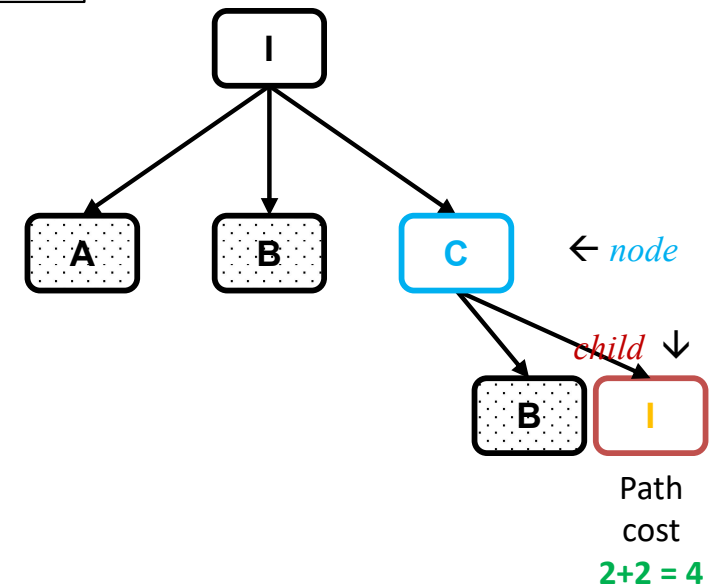 I
A
B
C
← node
child ↓
B
I
Path
cost
2+2 = 4